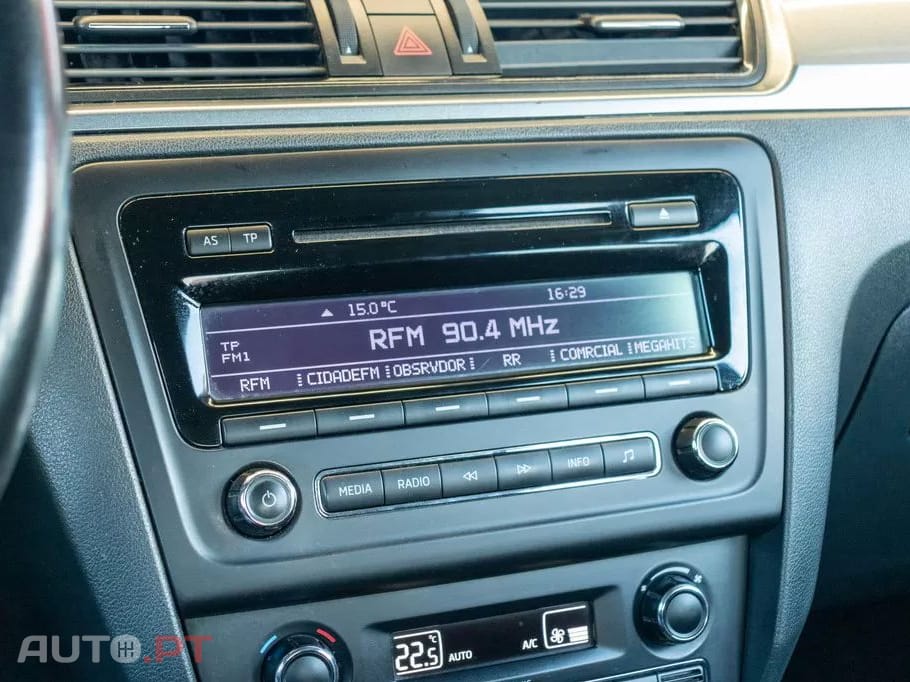 AS TP
15.0°C 16:29
TP RFM 90.4 MHz
FM1
RFM CIDADEFM OBSRVDOR RR COMRCIAL MEGAHITS
MEDIA RADIO INFO
22.5 °C AUTO A/C
AUTO.PT